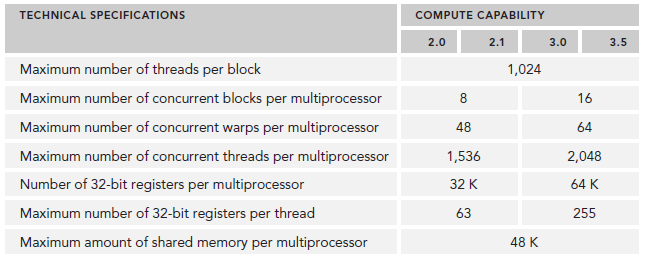 TECHNICAL SPECIFICATIONS COMPUTE CAPABILITY
2.0 2.1 3.0 3.5
Maximum number of threads per block 1,024
Maximum number of concurrent blocks per multiprocessor 8 16
Maximum number of concurrent warps per multiprocessor 48 64
Maximum number of concurrent threads per multiprocessor 1,536 2,048
Number of 32-bit registers per multiprocessor 32 K 64 K
Maximum number of 32-bit registers per thread 63 255
Maximum amount of shared memory per multiprocessor 48 K